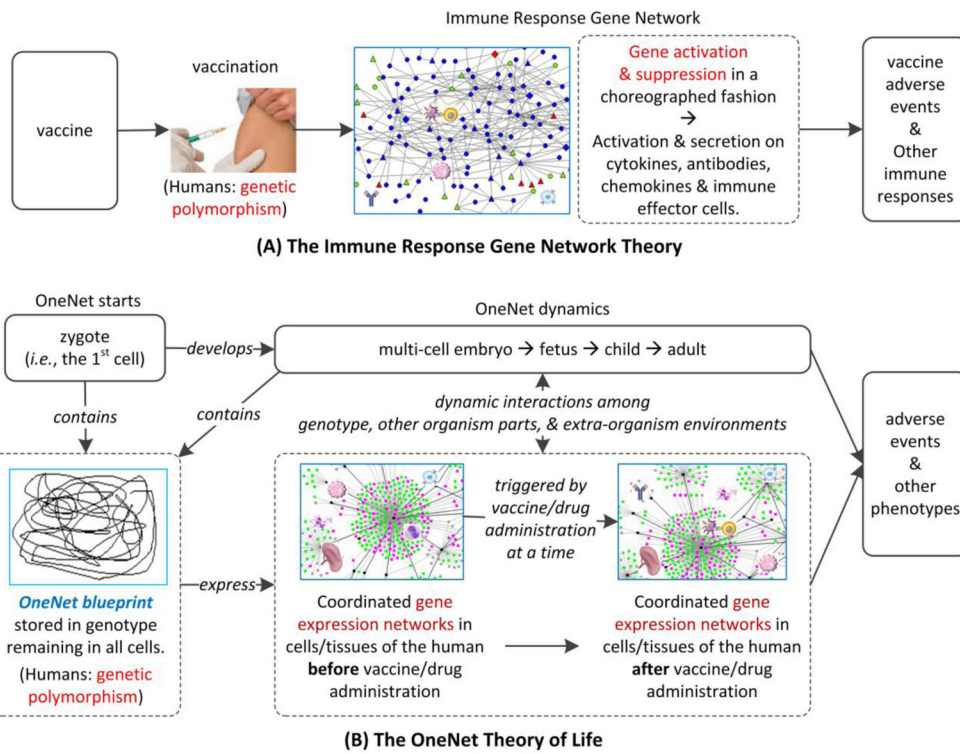 Immune Response Gene Network
vaccine
vaccination
(Humans: genetic
polymorphism)
Gene activation
& suppression in a
choreographed fashion
→
Activation & secretion on
cytokines, antibodies,
chemokines & immune
effector cells.
vaccine
adverse
events
&
Other
immune
responses
(A) The Immune Response Gene Network Theory
OneNet starts
zygote
(i.e., the 1st cell)
develops
OneNet dynamics
multi-cell embryo → fetus → child → adult
contains
contains
dynamic interactions among
genotype, other organism parts, & extra-organism environments
adverse
events
&
other
phenotypes
OneNet blueprint
stored in genotype
remaining in all cells.
(Humans: genetic
polymorphism)
express
triggered by
vaccine/drug
administration
at a time
Coordinated gene
expression networks in
cells/tissues of the human
before vaccine/drug
administration
Coordinated gene
expression networks in
cells/tissues of the human
after vaccine/drug
administration
(B) The OneNet Theory of Life